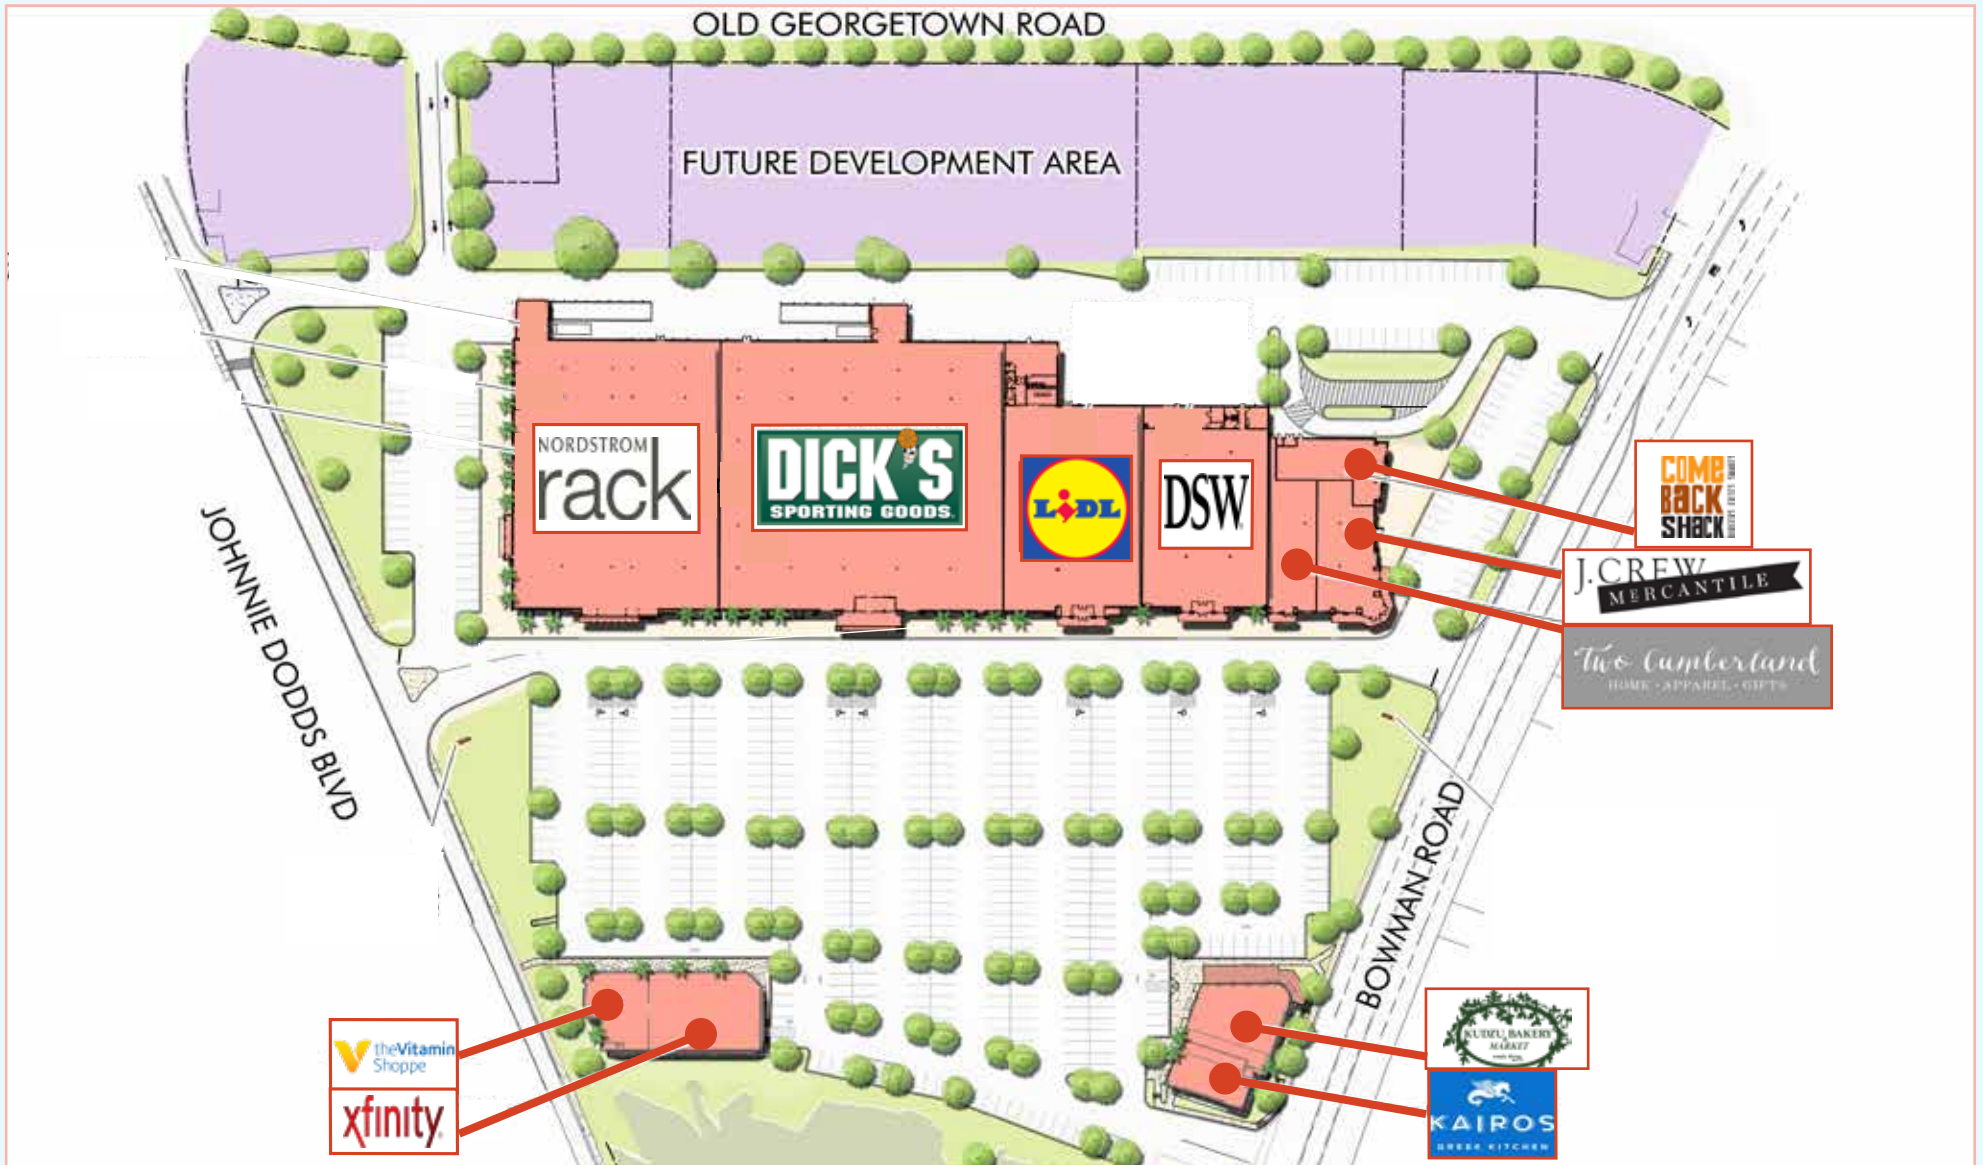 OLD GEORGETOWN ROAD
FUTURE DEVELOPMENT AREA
NORDSTROM
rack
DICK'S
SPORTING GOODS
LIDL
DSW
COME
BACK
SHACK
J.CREW
MERCANTILE
Two Cumberland
HOME · APPAREL · GIFTS
JOHNNIE DODDS BLVD
BOWMAN ROAD
theVitamin
Shoppe
xfinity
KUDZU BAKERY
MARKET
KAIROS
GREEK KITCHEN